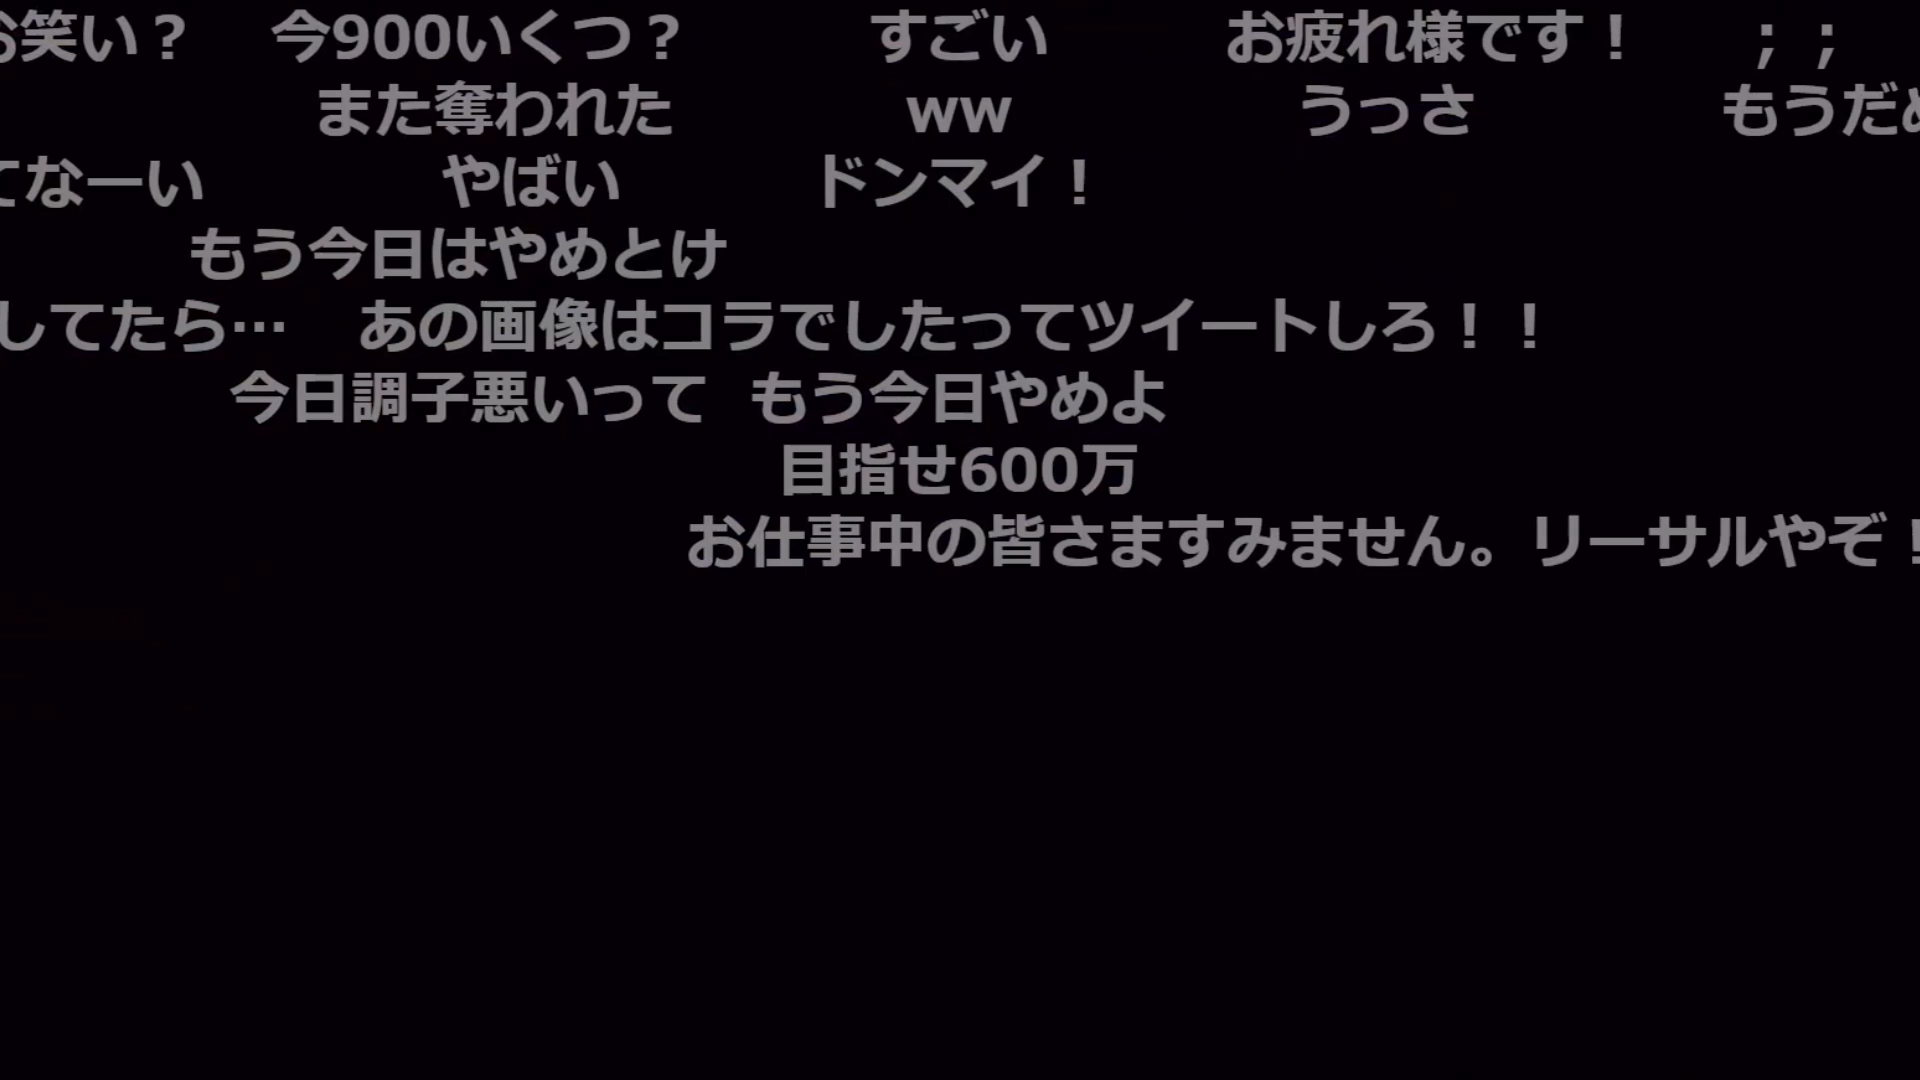 お笑い？ 今900いくつ？ すごい お疲れ様です！ ；；
また奪われた ww うっさ もうだめ
てなーい やばい ドンマイ！
もう今日はやめとけ
してたら… あの画像はコラでしたってツイートしろ！！
今日調子悪いって もう今日やめよ
目指せ600万
お仕事中の皆さますみません。リーサルやぞ！